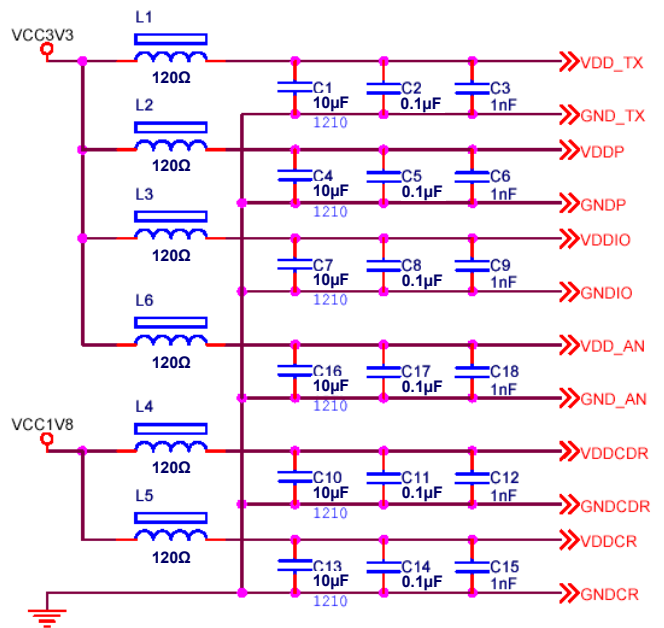 L1
VCC3V3
120Ω
VDD_TX
C1 C2 C3
10µF 0.1µF 1nF
1210
GND_TX
L2
120Ω
VDDP
C4 C5 C6
10µF 0.1µF 1nF
1210
GNDP
L3
120Ω
VDDIO
C7 C8 C9
10µF 0.1µF 1nF
1210
GNDIO
L6
120Ω
VDD_AN
C16 C17 C18
10µF 0.1µF 1nF
1210
GND_AN
L4
VCC1V8
120Ω
VDDCDR
C10 C11 C12
10µF 0.1µF 1nF
1210
GNDCDR
L5
120Ω
VDDCR
C13 C14 C15
10µF 0.1µF 1nF
1210
GNDCR